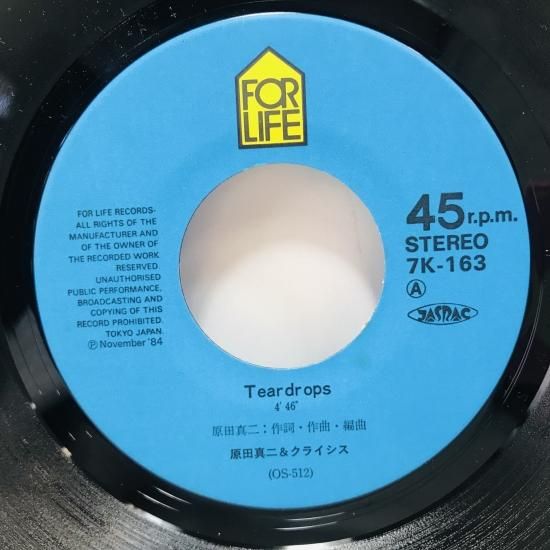 FOR
LIFE
FOR LIFE RECORDS-
ALL RIGHTS OF THE
MANUFACTURER AND
OF THE OWNER OF
THE RECORDED WORK
RESERVED.
UNAUTHORISED
PUBLIC PERFORMANCE,
BROADCASTING AND
COPYING OF THIS
RECORD PROHIBITED.
TOKYO JAPAN.
Ⓟ November '84
45 r.p.m.
STEREO
7K-163
Ⓐ JASRAC
Teardrops
4' 46"
原田真二：作詞・作曲・編曲
原田真二&クライシス
(OS-512)